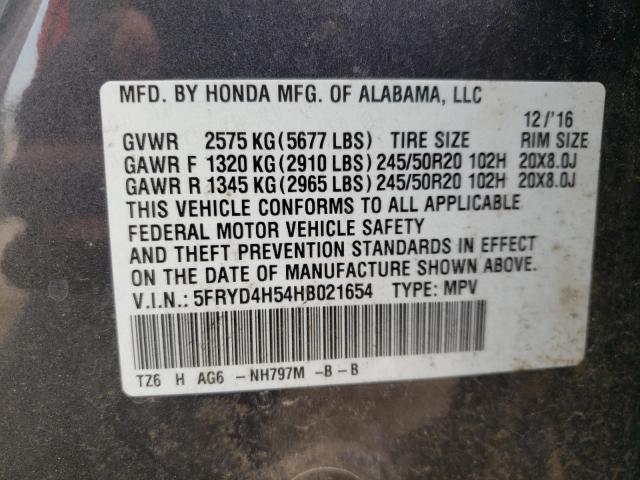 MFD. BY HONDA MFG. OF ALABAMA, LLC
12/'16
GVWR 2575 KG(5677 LBS) TIRE SIZE RIM SIZE
GAWR F 1320 KG(2910 LBS)245/50R20 102H 20X8.0J
GAWR R 1345 KG(2965 LBS)245/50R20 102H 20X8.0J
THIS VEHICLE CONFORMS TO ALL APPLICABLE
FEDERAL MOTOR VEHICLE SAFETY
AND THEFT PREVENTION STANDARDS IN EFFECT
ON THE DATE OF MANUFACTURE SHOWN ABOVE.
V.I.N.: 5FRYD4H54HB021654 TYPE: MPV
TZ6 H AG6 -NH797M -B-B